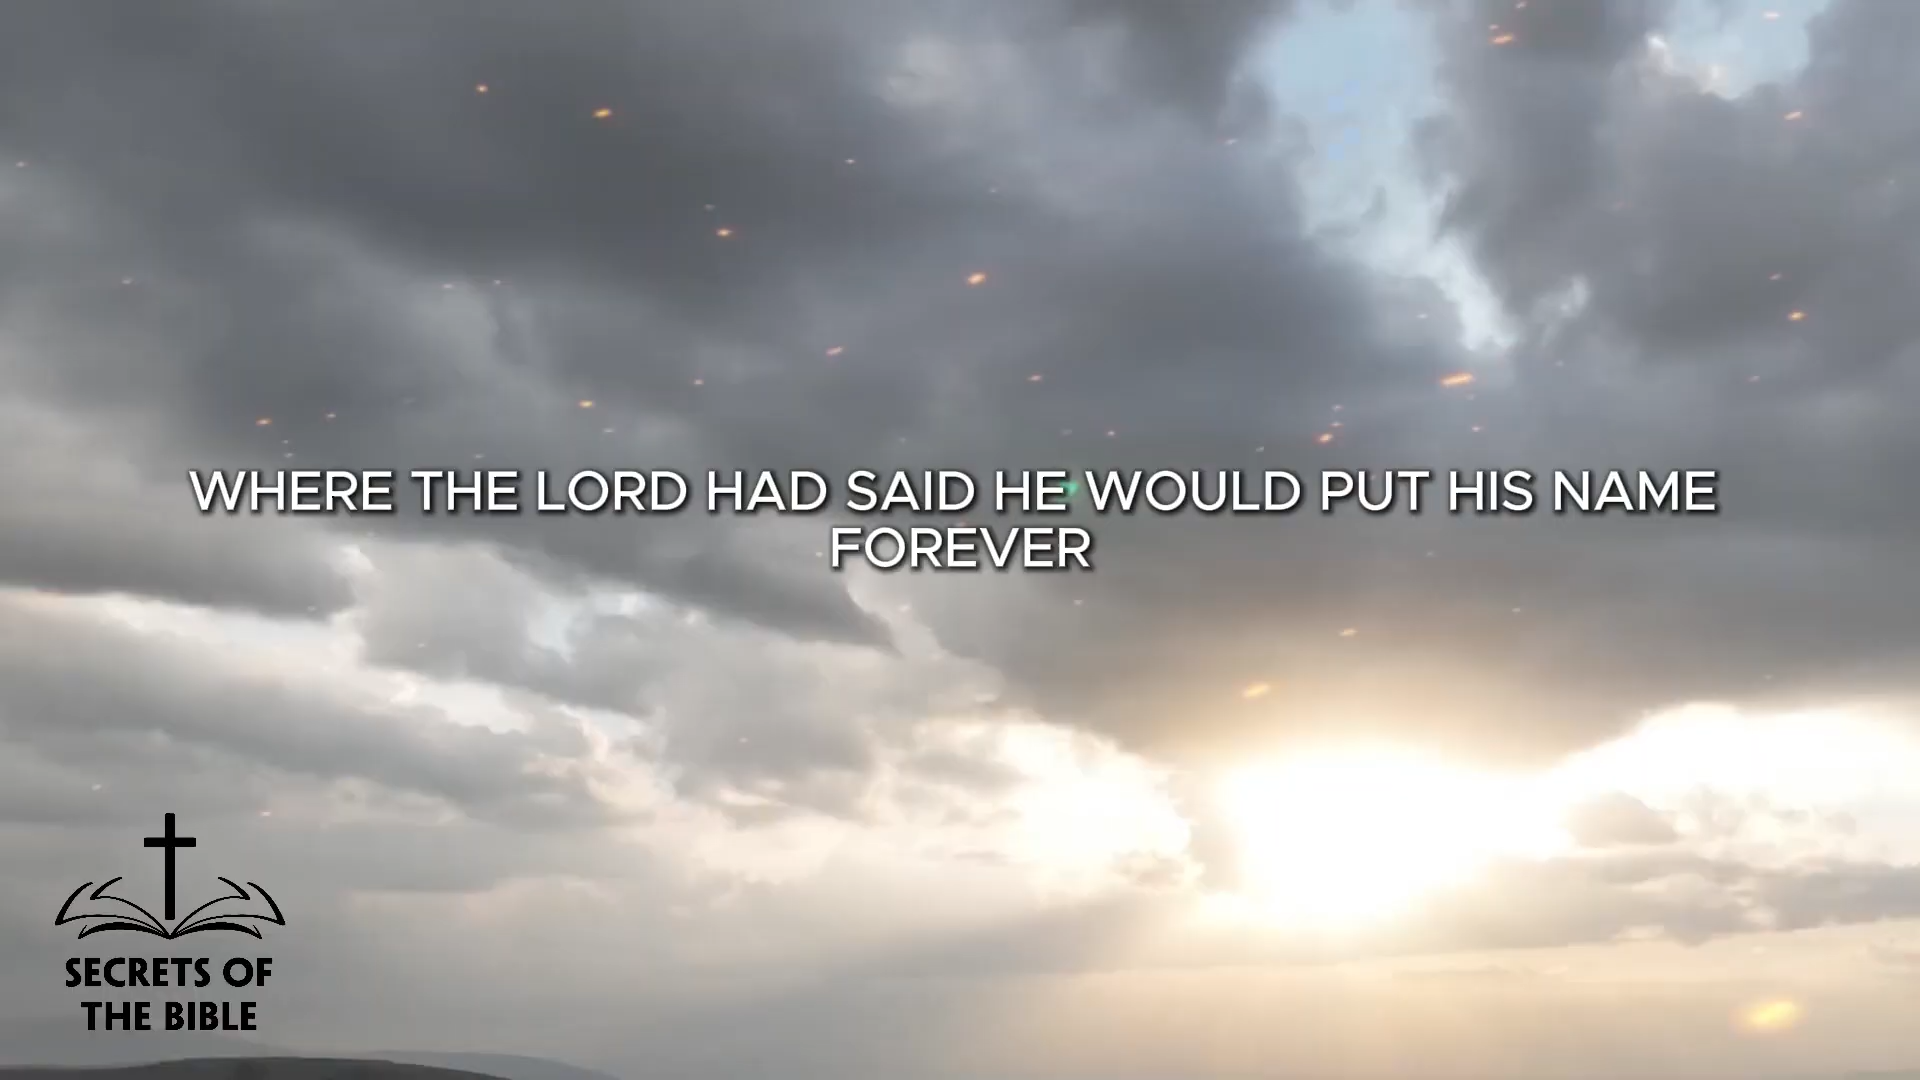 WHERE THE LORD HAD SAID HE WOULD PUT HIS NAME
FOREVER
SECRETS OF
THE BIBLE